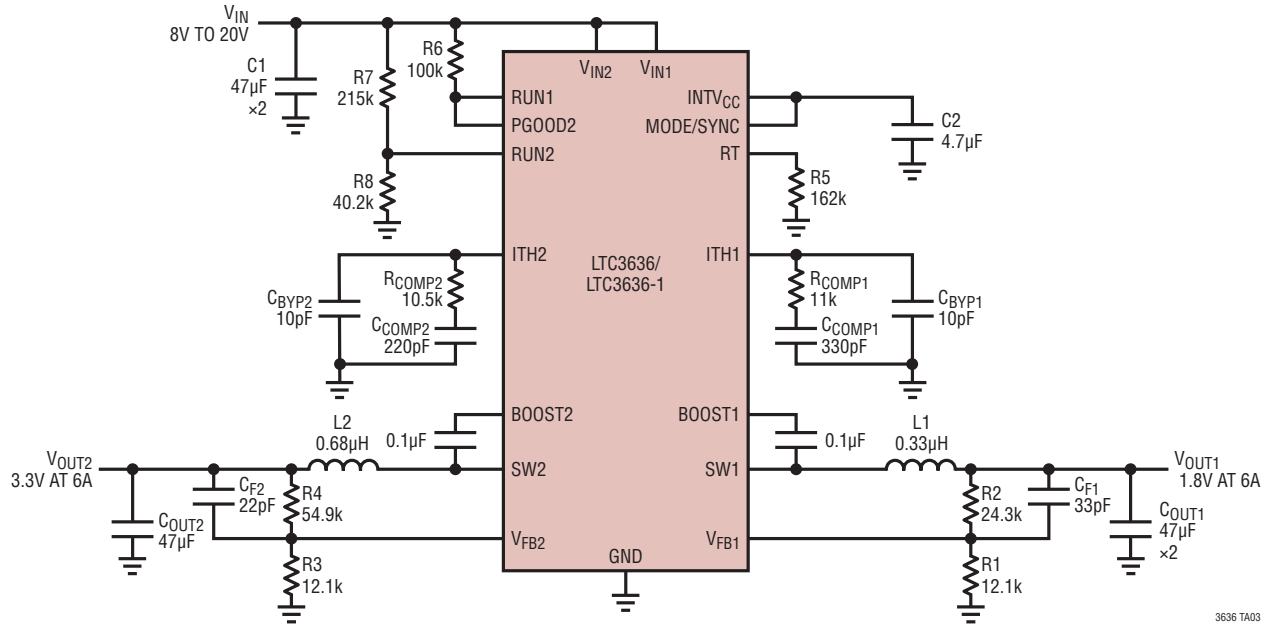 VIN
8V TO 20V
C1
47µF
×2
R7
215k
R6
100k
R8
40.2k
VIN2
VIN1
RUN1
PGOOD2
RUN2
INTVCC
MODE/SYNC
RT
C2
4.7µF
R5
162k
ITH2
ITH1
LTC3636/
LTC3636-1
RCOMP2
10.5k
CBYP2
10pF
CCOMP2
220pF
RCOMP1
11k
CBYP1
10pF
CCOMP1
330pF
BOOST2
BOOST1
L2
0.68µH
0.1µF
SW2
SW1
0.1µF
L1
0.33µH
VOUT2
3.3V AT 6A
VOUT1
1.8V AT 6A
CF2
22pF
R4
54.9k
COUT2
47µF
VFB2
VFB1
R2
24.3k
CF1
33pF
COUT1
47µF
×2
R3
12.1k
GND
R1
12.1k
3636 TA03